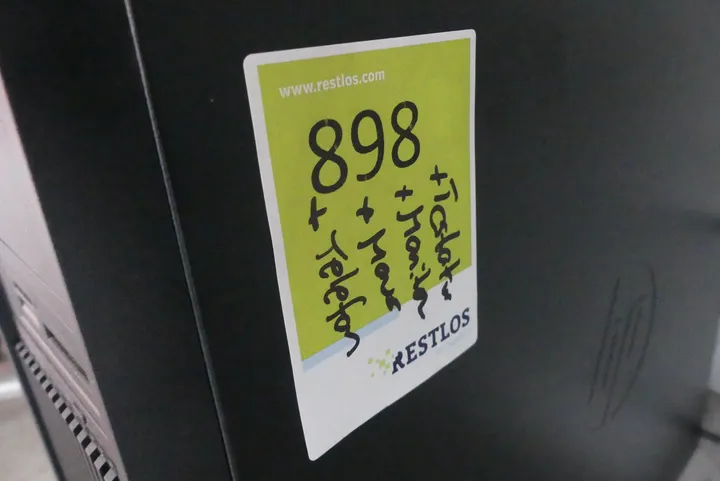 www.restlos.com
898
+ Telefon
+ Maus
+ Monitor
+ Tastatur
RESTLOS